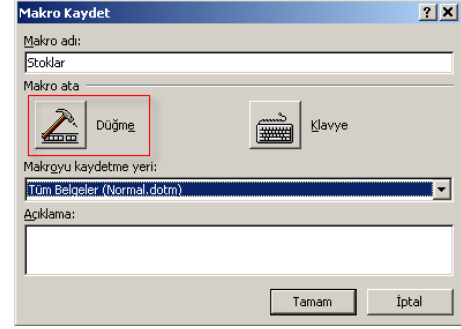 Makro Kaydet
Makro adı:
Stoklar
Makro ata
Düğme
Klavye
Makroyu kaydetme yeri:
Tüm Belgeler (Normal.dotm)
Açıklama:
Tamam
İptal